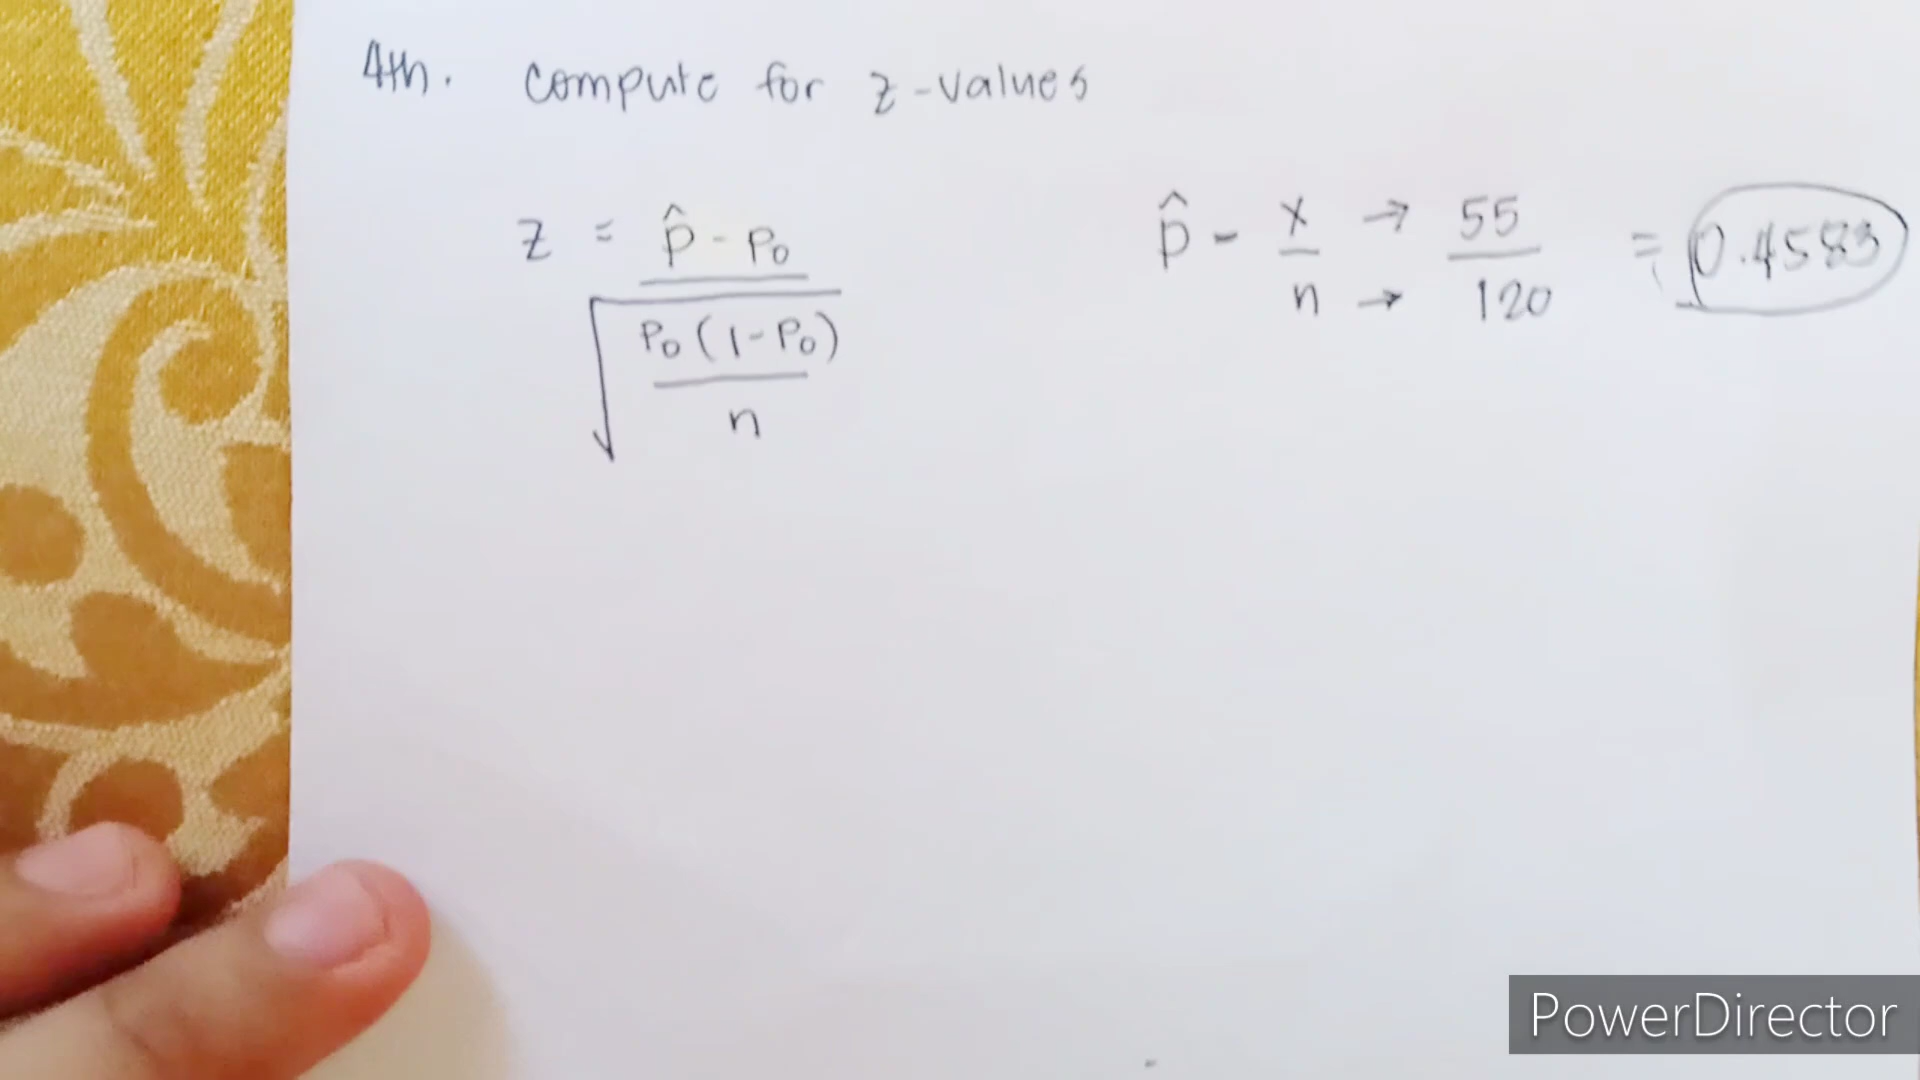 4th. compute for z-values
z = p̂ - p₀
p₀ (1 - p₀)
n
p̂ - x → 55 = 0.4583
n → 120
PowerDirector